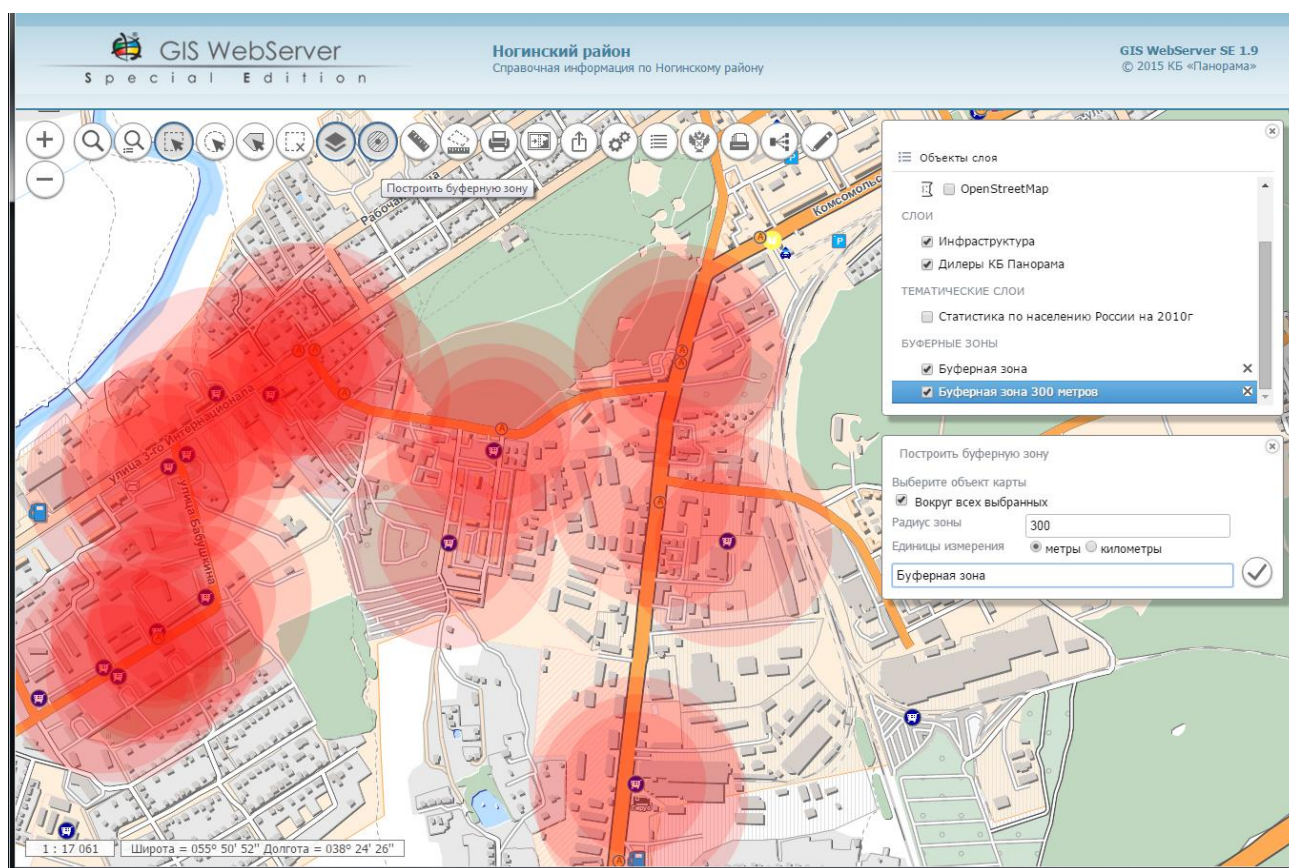 GIS WebServer
Special Edition
Ногинский район
Справочная информация по Ногинскому району
GIS WebServer SE 1.9
© 2015 КБ «Панорама»
Построить буферную зону
Комсомольс
улица 3-го Интернационала
улица Бабушкина
P
P
Объекты слоя
OpenStreetMap
СЛОИ
Инфраструктура
Дилеры КБ Панорама
ТЕМАТИЧЕСКИЕ СЛОИ
Статистика по населению России на 2010г
БУФЕРНЫЕ ЗОНЫ
Буферная зона
Буферная зона 300 метров
Построить буферную зону
Выберите объект карты
Вокруг всех выбранных
Радиус зоны 300
Единицы измерения метры километры
Буферная зона
1 : 17 061 Широта = 055° 50' 52'' Долгота = 038° 24' 26''